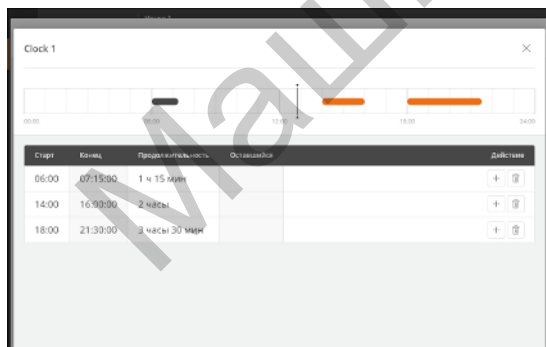 Clock 1
00:00 06:00 12:00 18:00 24:00
Старт Конец Продолжительность Оставшийся Действие
06:00 07:15:00 1 ч 15 мин
14:00 16:00:00 2 часы
18:00 21:30:00 3 часы 30 мин
Маш